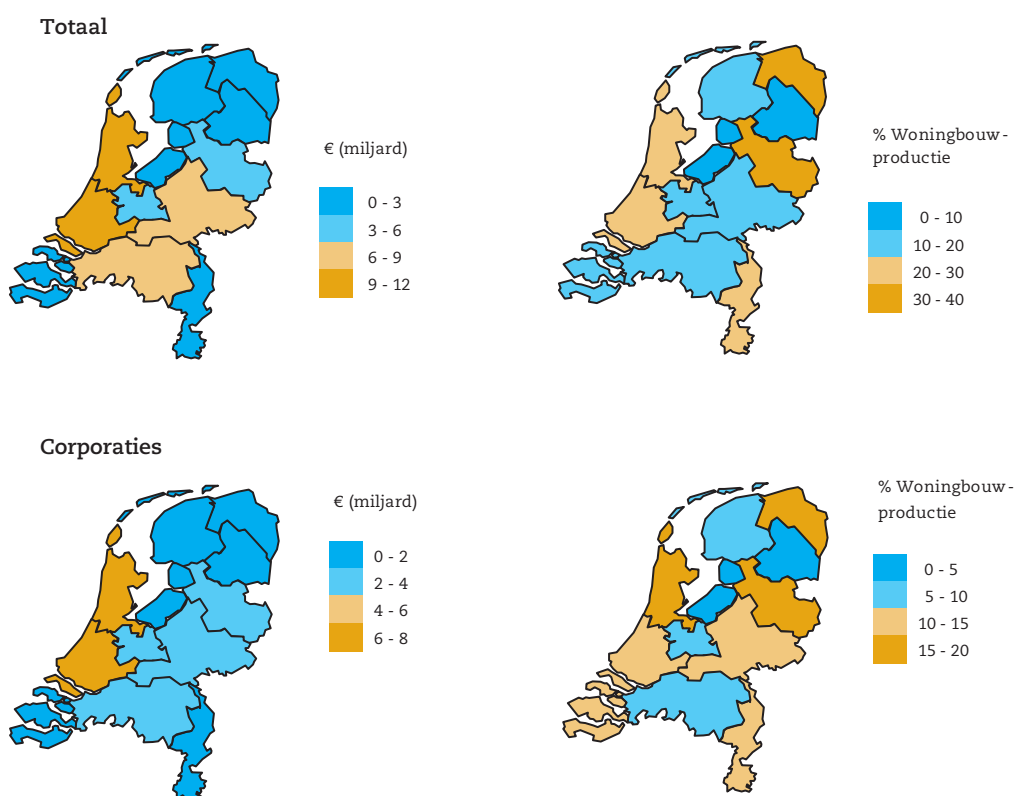 Totaal
€ (miljard)
0 - 3
3 - 6
6 - 9
9 - 12
% Woningbouw-
productie
0 - 10
10 - 20
20 - 30
30 - 40
Corporaties
€ (miljard)
0 - 2
2 - 4
4 - 6
6 - 8
% Woningbouw-
productie
0 - 5
5 - 10
10 - 15
15 - 20